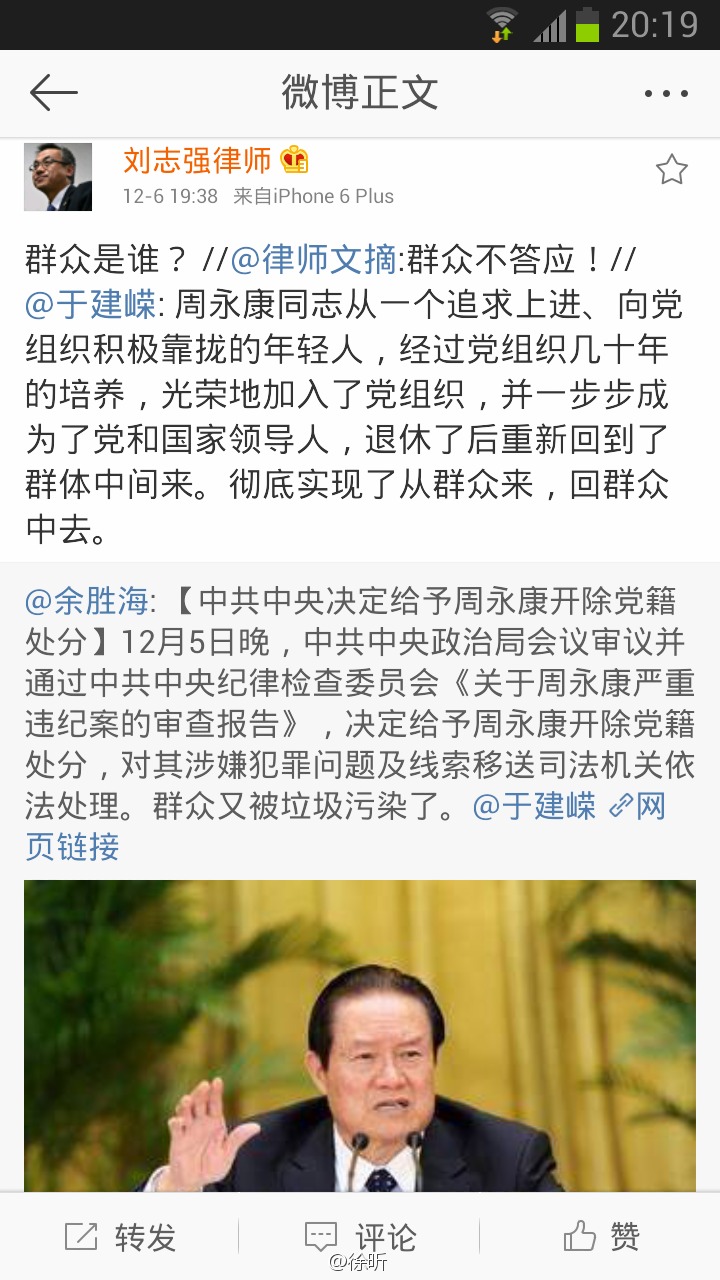 20:19
微博正文
刘志强律师
12-6 19:38 来自iPhone 6 Plus
群众是谁？//@律师文摘:群众不答应！//
@于建嵘: 周永康同志从一个追求上进、向党
组织积极靠拢的年轻人，经过党组织几十年
的培养，光荣地加入了党组织，并一步步成
为了党和国家领导人，退休了后重新回到了
群体中间来。彻底实现了从群众来，回群众
中去。
@余胜海: 【中共中央决定给予周永康开除党籍
处分】12月5日晚，中共中央政治局会议审议并
通过中共中央纪律检查委员会《关于周永康严重
违纪案的审查报告》，决定给予周永康开除党籍
处分，对其涉嫌犯罪问题及线索移送司法机关依
法处理。群众又被垃圾污染了。@于建嵘 网
页链接
转发 评论 赞
@徐昕